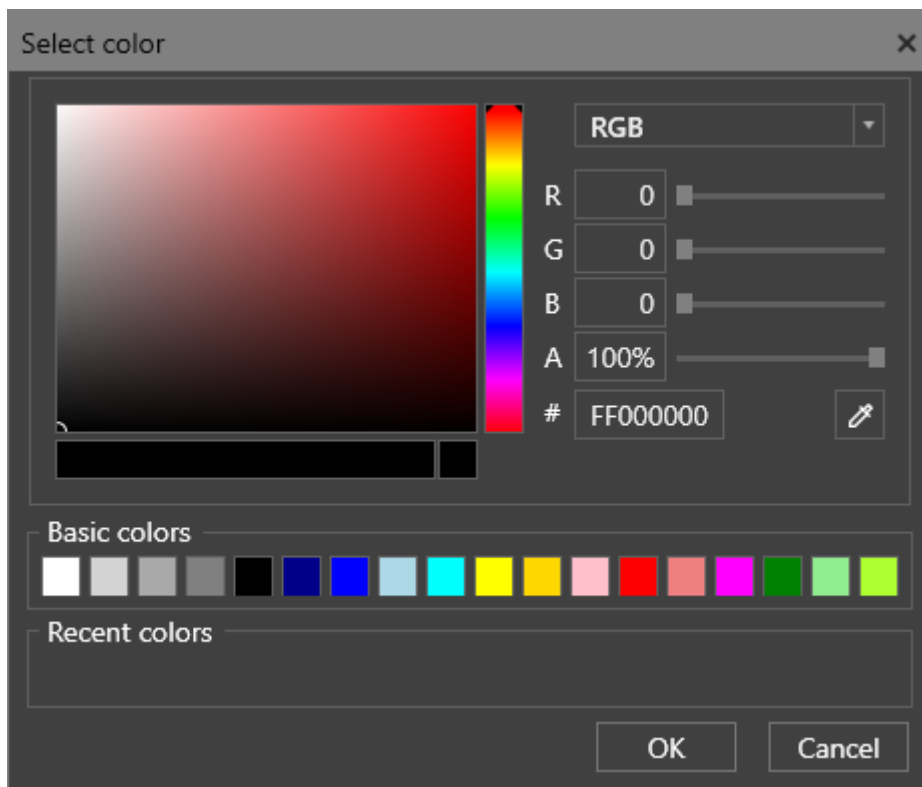 Select color
RGB
R 0
G 0
B 0
A 100%
# FF000000
Basic colors
Recent colors
OK Cancel